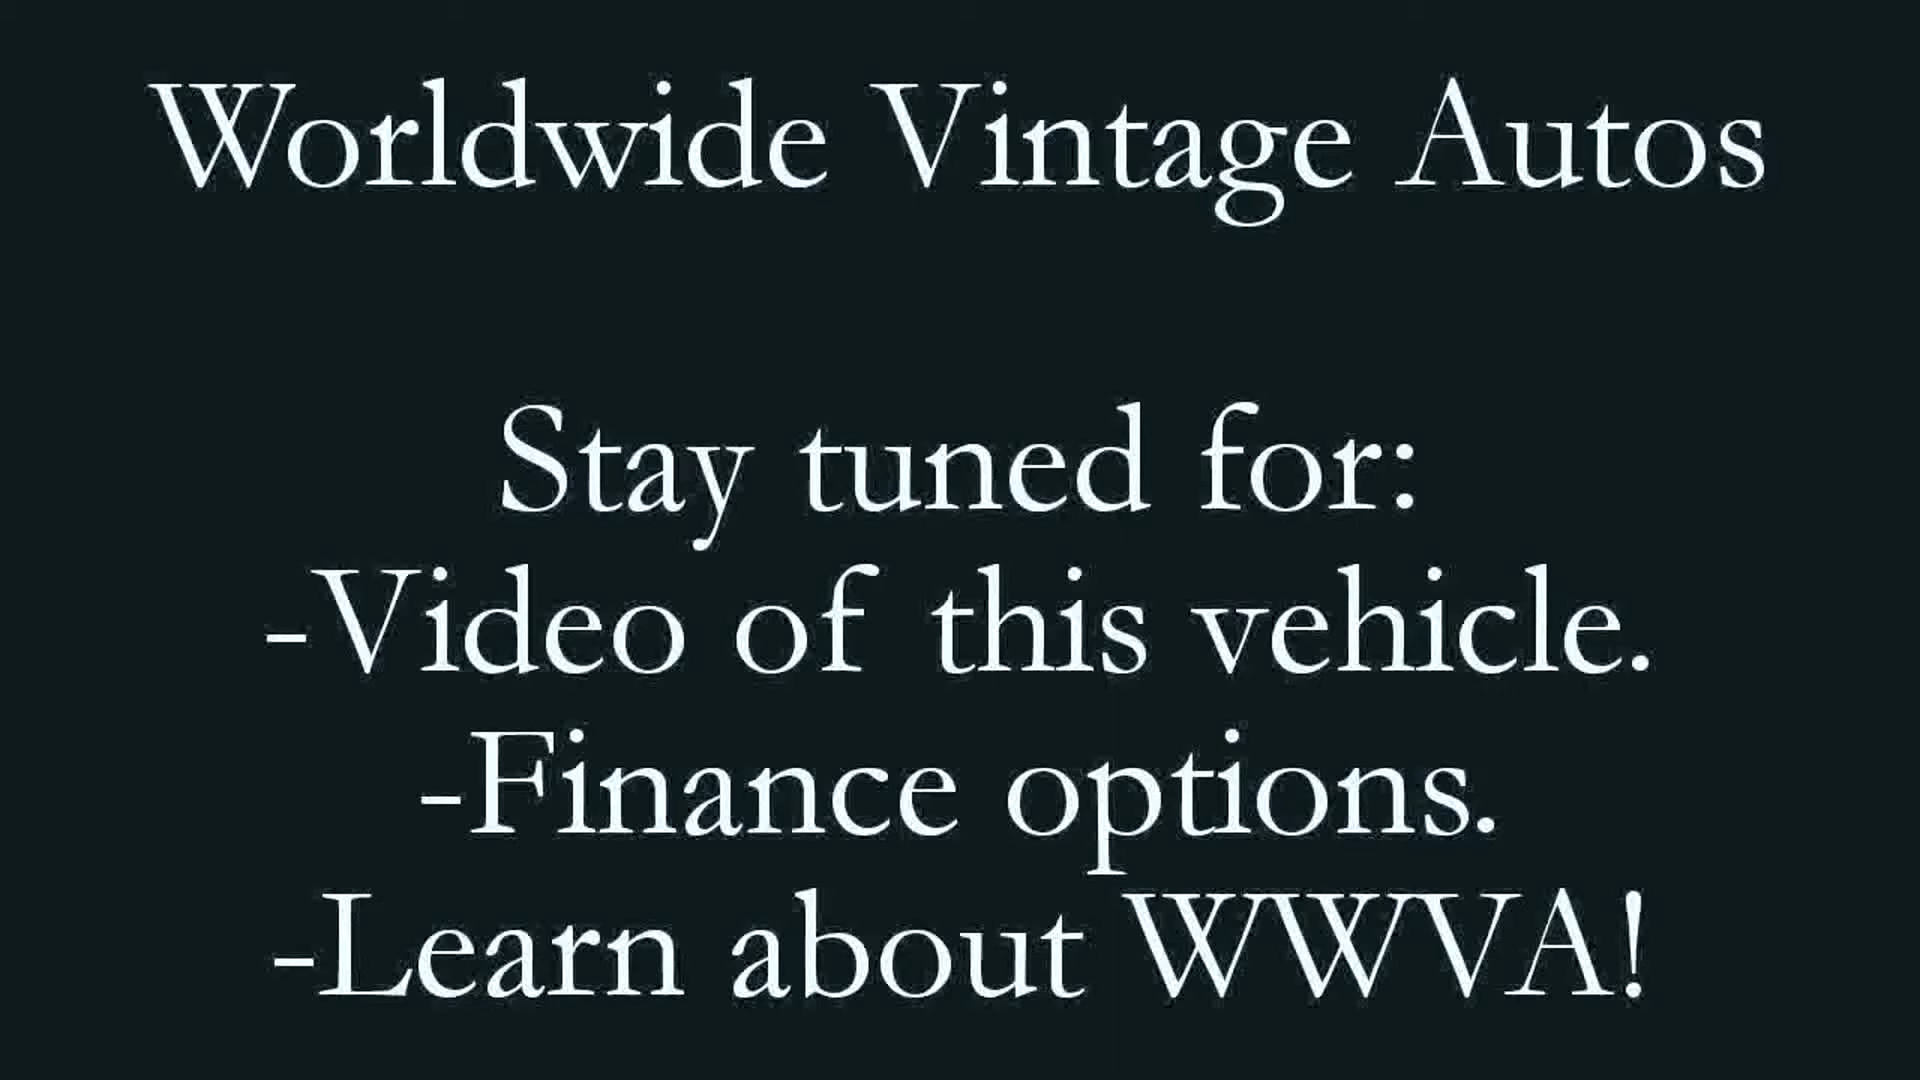 Worldwide Vintage Autos
Stay tuned for:
-Video of this vehicle.
-Finance options.
-Learn about WWVA!